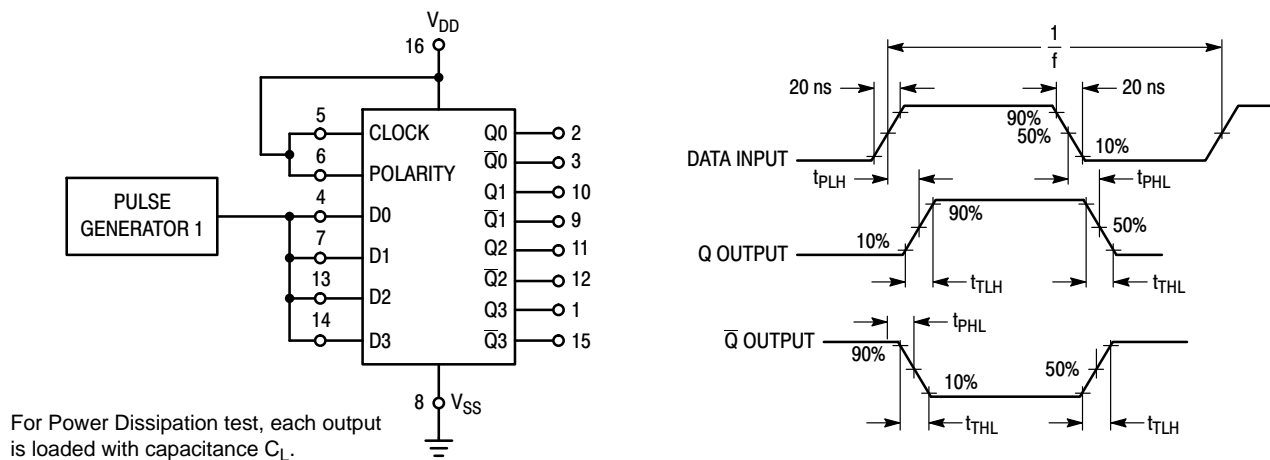 V_DD
16
5
CLOCK
6
POLARITY
PULSE
GENERATOR 1
4
D0
7
D1
13
D2
14
D3
Q0
2
Q̅0
3
Q1
10
Q̅1
9
Q2
11
Q̅2
12
Q3
1
Q̅3
15
8
V_SS
For Power Dissipation test, each output
is loaded with capacitance C_L.
1
f
20 ns
20 ns
90%
50%
10%
DATA INPUT
t_PLH
t_PHL
90%
50%
10%
Q OUTPUT
t_TLH
t_THL
t_PHL
Q̅ OUTPUT
90%
10%
50%
t_THL
t_TLH